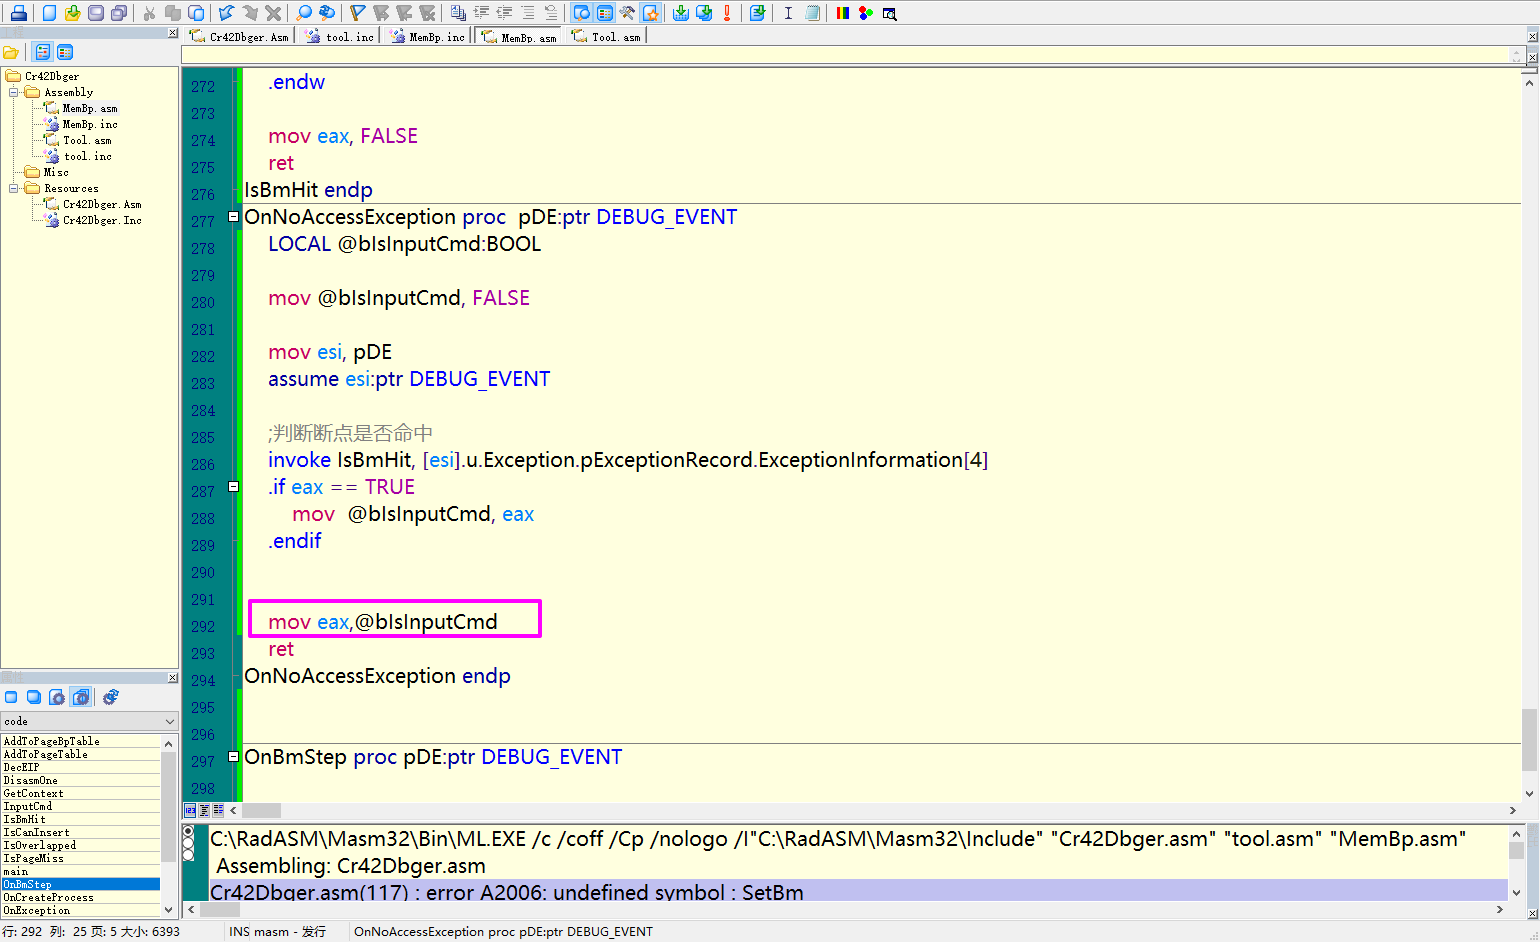 Cr42Dbger.Asm
tool.inc
MemBp.inc
MemBp.asm
Tool.asm
Cr42Dbger
Assembly
MemBp.asm
MemBp.inc
Tool.asm
tool.inc
Misc
Resources
Cr42Dbger.Asm
Cr42Dbger.Inc
code
AddToPageBpTable
AddToPageTable
DecEIP
DisasmOne
GetContext
InputCmd
IsBmHit
IsCanInsert
IsOverlapped
IsPageMiss
main
OnBmStep
OnCreateProcess
OnException
272 .endw
273
274 mov eax, FALSE
275 ret
276 IsBmHit endp
277 OnNoAccessException proc  pDE:ptr DEBUG_EVENT
278 LOCAL @bIsInputCmd:BOOL
279
280 mov @bIsInputCmd, FALSE
281
282 mov esi, pDE
283 assume esi:ptr DEBUG_EVENT
284
285 ;判断断点是否命中
286 invoke IsBmHit, [esi].u.Exception.pExceptionRecord.ExceptionInformation[4]
287 .if eax == TRUE
288 mov  @bIsInputCmd, eax
289 .endif
290
291
292 mov eax,@bIsInputCmd
293 ret
294 OnNoAccessException endp
295
296
297 OnBmStep proc pDE:ptr DEBUG_EVENT
298
C:\RadASM\Masm32\Bin\ML.EXE /c /coff /Cp /nologo /I"C:\RadASM\Masm32\Include" "Cr42Dbger.asm" "tool.asm" "MemBp.asm"
Assembling: Cr42Dbger.asm
Cr42Dbger.asm(117) : error A2006: undefined symbol : SetBm
行: 292 列: 25 页: 5 大小: 6393 INS masm - 发行 OnNoAccessException proc pDE:ptr DEBUG_EVENT